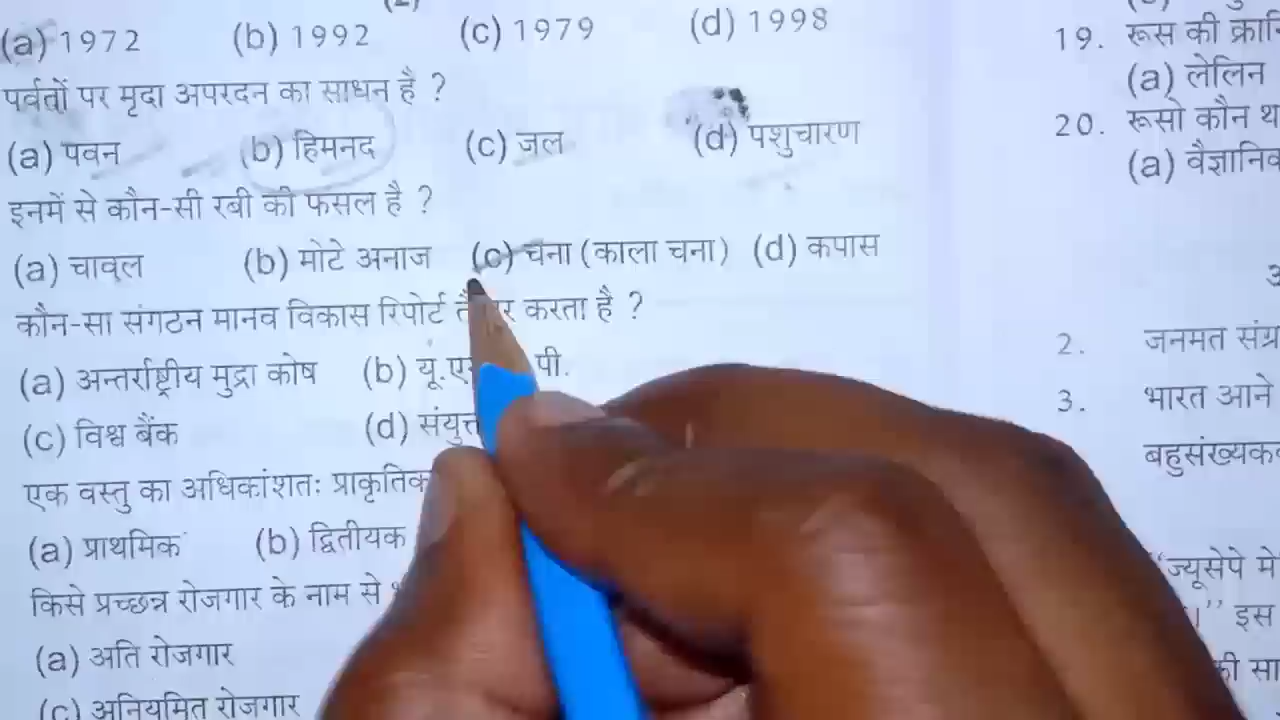 (a) 1972 (b) 1992 (c) 1979 (d) 1998
पर्वतों पर मृदा अपरदन का साधन है ?
(a) पवन (b) हिमनद (c) जल (d) पशुचारण
इनमें से कौन-सी रबी की फसल है ?
(a) चावल (b) मोटे अनाज (c) चना (काला चना) (d) कपास
कौन-सा संगठन मानव विकास रिपोर्ट करता है ?
(a) अन्तर्राष्ट्रीय मुद्रा कोष (b) यू. पी.
(c) विश्व बैंक (d)
एक वस्तु का अधिकांशतः प्राकृतिक
(a) प्राथमिक (b) द्वितीयक
किसे प्रच्छन्न रोजगार के नाम से
(a) अति रोजगार
(c) अनियमित रोजगार
19. रूस की
(a) लेलिन
20. रूसो कौन
(a)
2. जनमत
3. भारत आने
"ज्यूसेपे
" इस